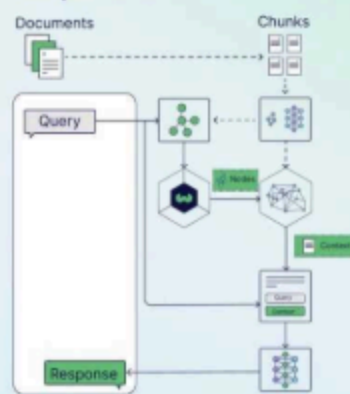 Documents
Chunks
Query
Nodes
Context
Query
Context
Response